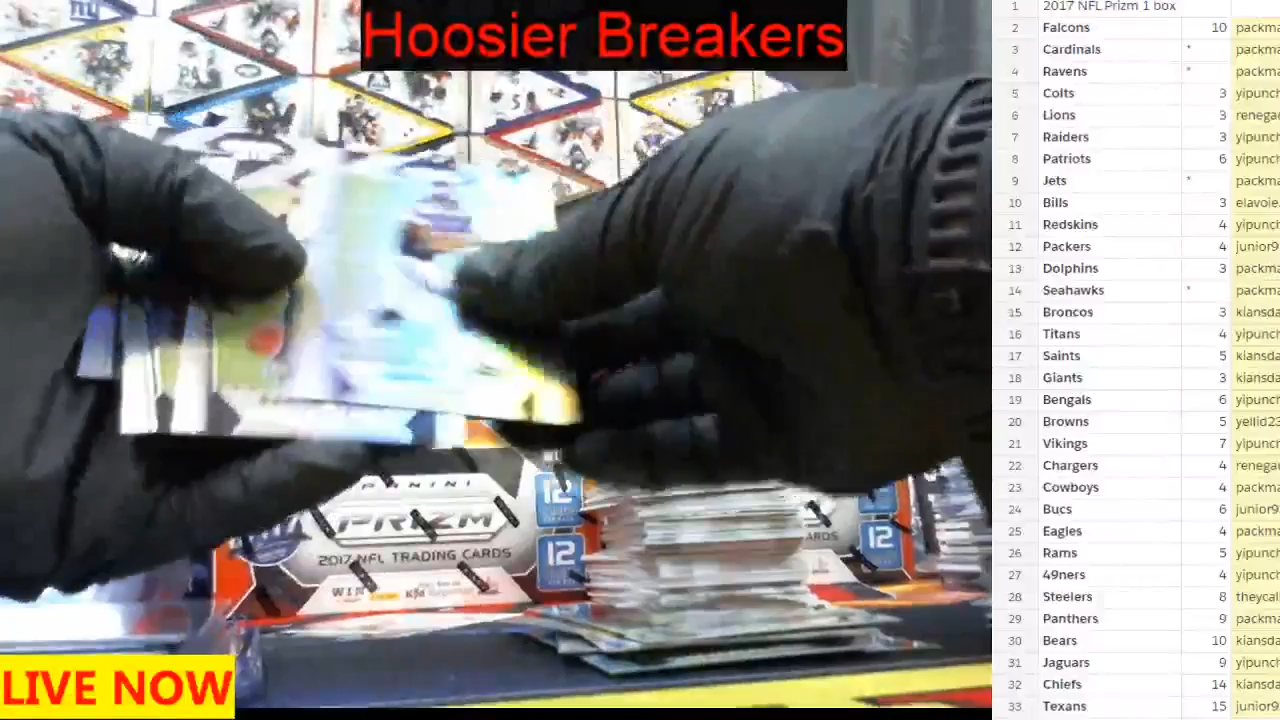 Hoosier Breakers
1 2017 NFL Prizm 1 box
2 Falcons 10 packma
3 Cardinals * packma
4 Ravens * packma
5 Colts 3 yipunch
6 Lions 3 renega
7 Raiders 3 yipunch
8 Patriots 6 yipunch
9 Jets * packma
10 Bills 3 elavoie
11 Redskins 4 yipunch
12 Packers 4 junior9
13 Dolphins 3 packma
14 Seahawks * packma
15 Broncos 3 kiansda
16 Titans 4 yipunch
17 Saints 5 kiansda
18 Giants 3 kiansda
19 Bengals 6 yipunch
20 Browns 5 yellid23
21 Vikings 7 yipunch
22 Chargers 4 renega
23 Cowboys 4 packma
24 Bucs 6 junior9
25 Eagles 4 packma
26 Rams 5 yipunch
27 49ners 4 yipunch
28 Steelers 8 theycal
29 Panthers 9 packma
30 Bears 10 kiansda
31 Jaguars 9 yipunch
32 Chiefs 14 kiansda
33 Texans 15 junior9
PANINI
PRIZM
2017 NFL TRADING CARDS
WIN
12
12
12
LIVE NOW